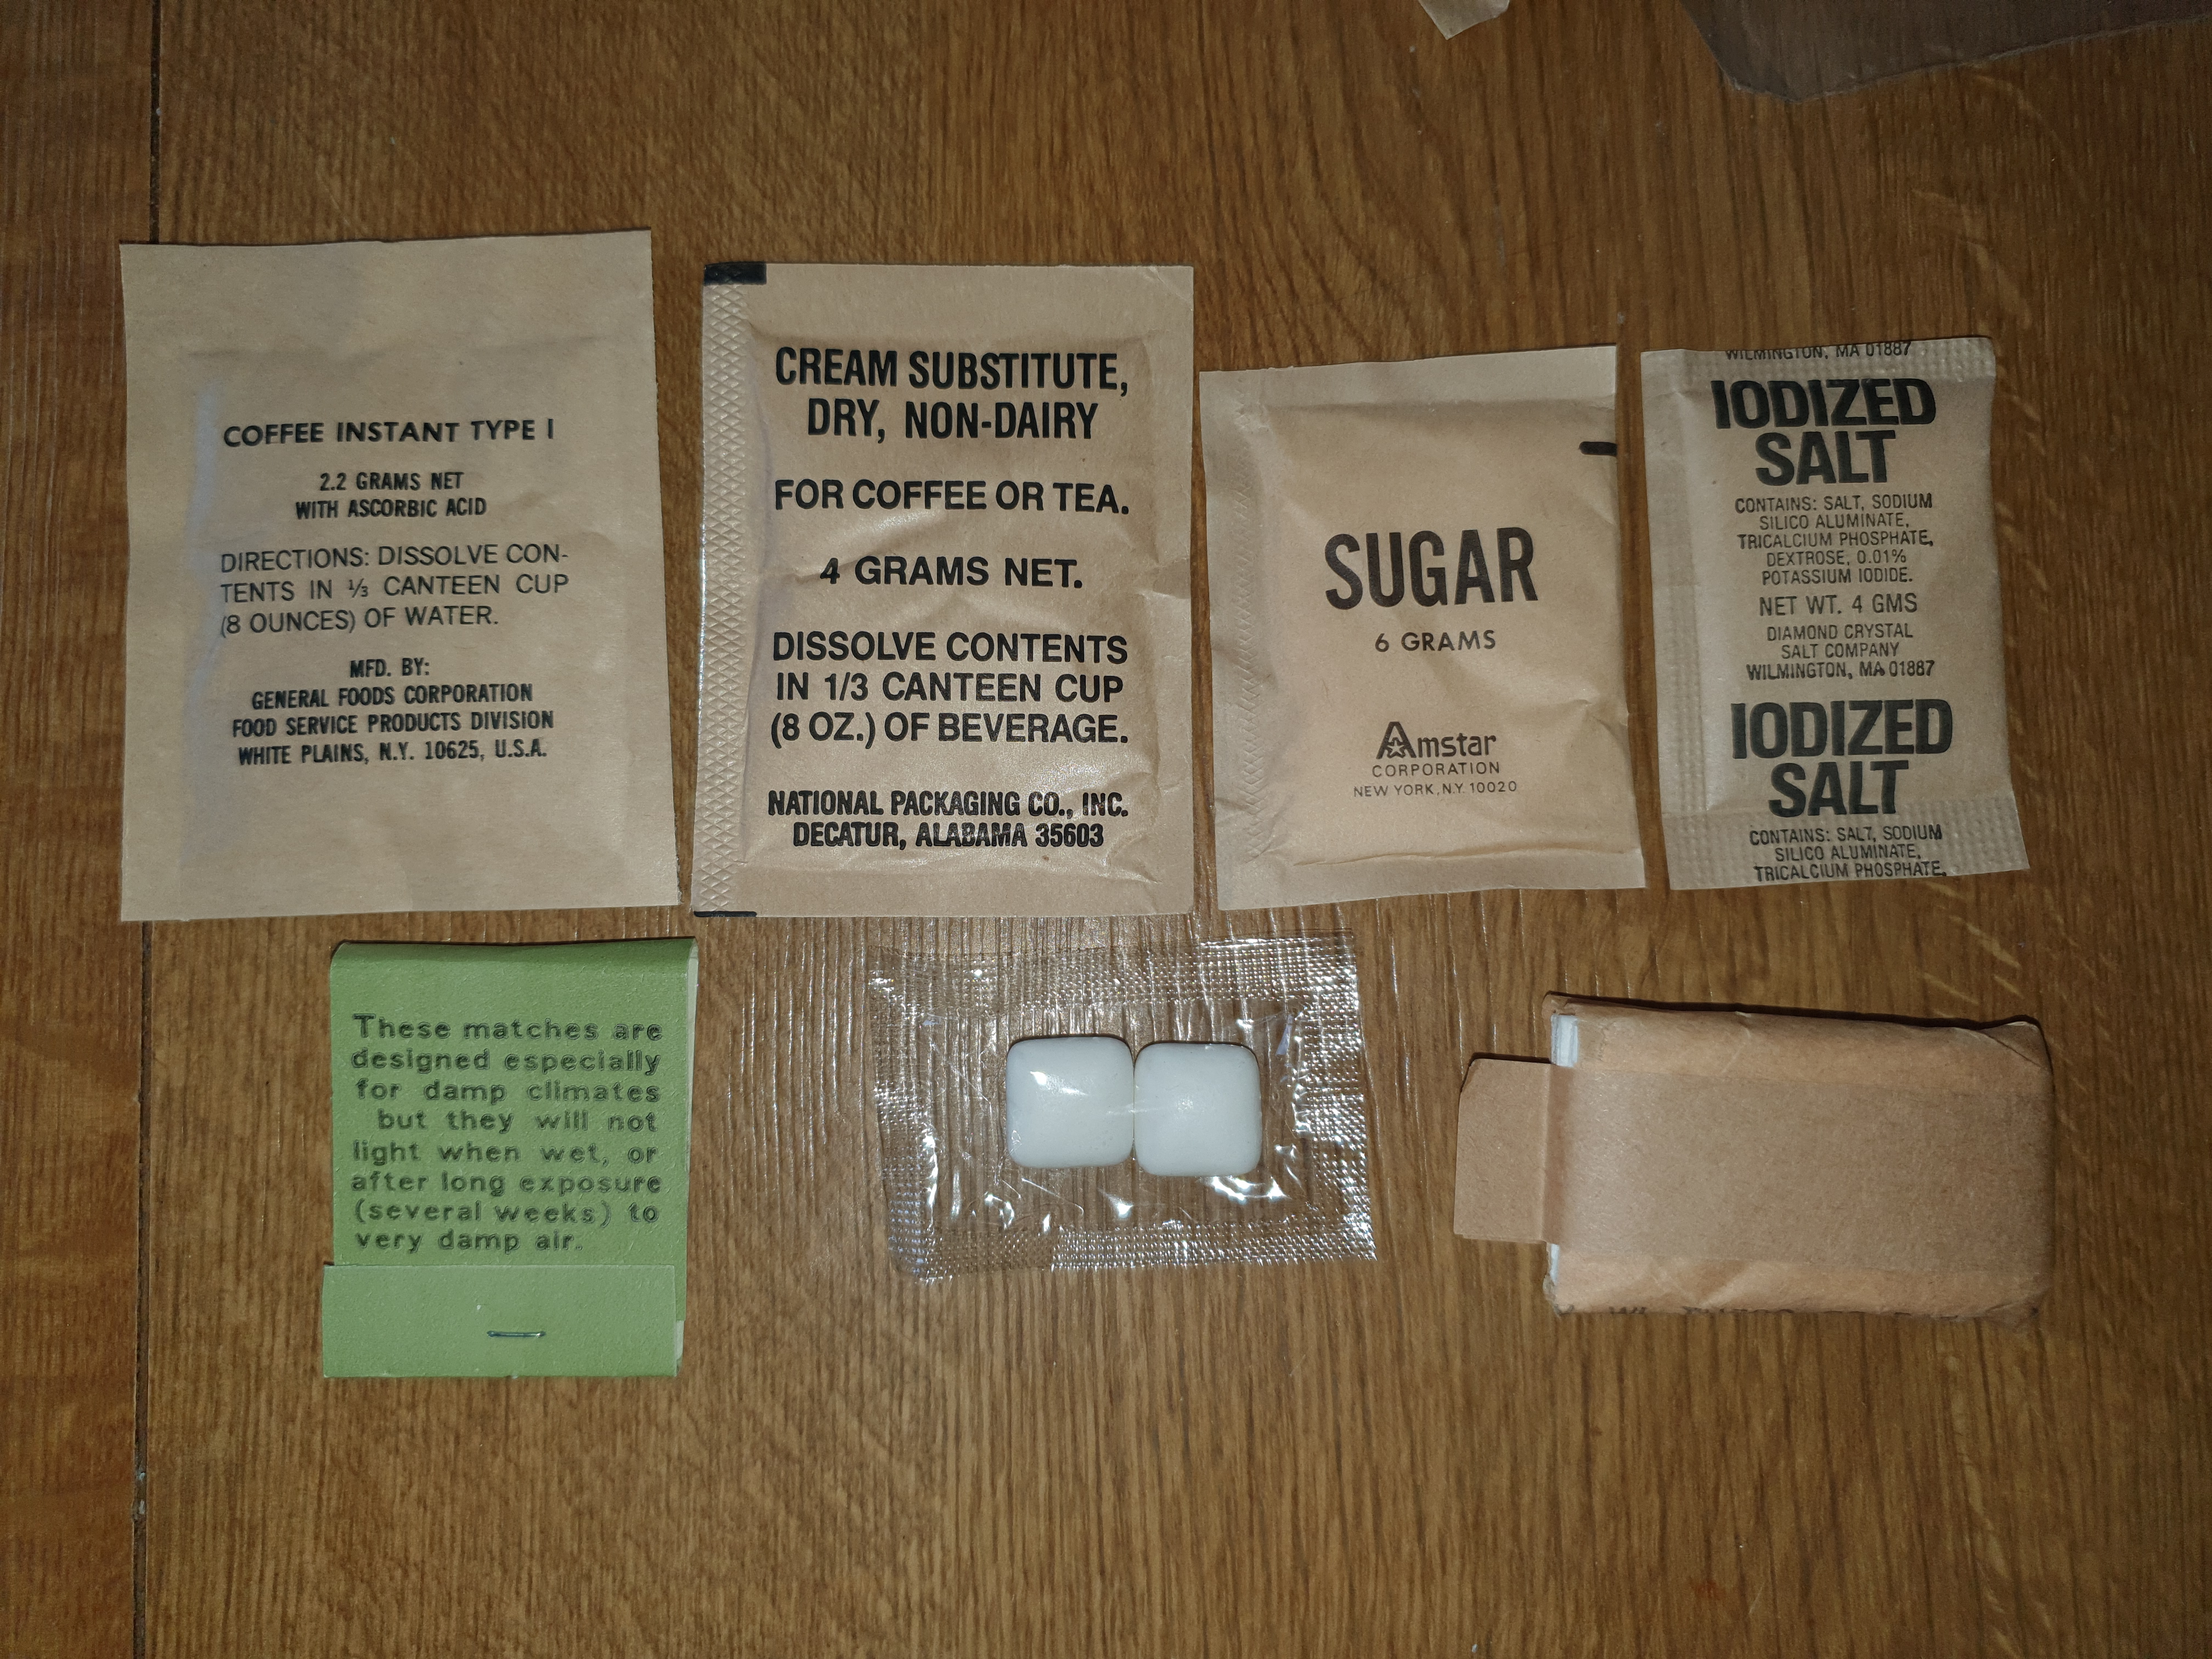 COFFEE INSTANT TYPE I
2.2 GRAMS NET
WITH ASCORBIC ACID
DIRECTIONS: DISSOLVE CON-
TENTS IN ⅓ CANTEEN CUP
(8 OUNCES) OF WATER.
MFD. BY:
GENERAL FOODS CORPORATION
FOOD SERVICE PRODUCTS DIVISION
WHITE PLAINS, N.Y. 10625, U.S.A.
CREAM SUBSTITUTE,
DRY, NON-DAIRY
FOR COFFEE OR TEA.
4 GRAMS NET.
DISSOLVE CONTENTS
IN 1/3 CANTEEN CUP
(8 OZ.) OF BEVERAGE.
NATIONAL PACKAGING CO., INC.
DECATUR, ALABAMA 35603
SUGAR
6 GRAMS
Amstar
CORPORATION
NEW YORK, N.Y. 10020
WILMINGTON, MA 01887
IODIZED
SALT
CONTAINS: SALT, SODIUM
SILICO ALUMINATE,
TRICALCIUM PHOSPHATE,
DEXTROSE, 0.01%
POTASSIUM IODIDE.
NET WT. 4 GMS
DIAMOND CRYSTAL
SALT COMPANY
WILMINGTON, MA 01887
IODIZED
SALT
CONTAINS: SALT, SODIUM
SILICO ALUMINATE,
TRICALCIUM PHOSPHATE,
These matches are
designed especially
for damp climates
but they will not
light when wet, or
after long exposure
(several weeks) to
very damp air.